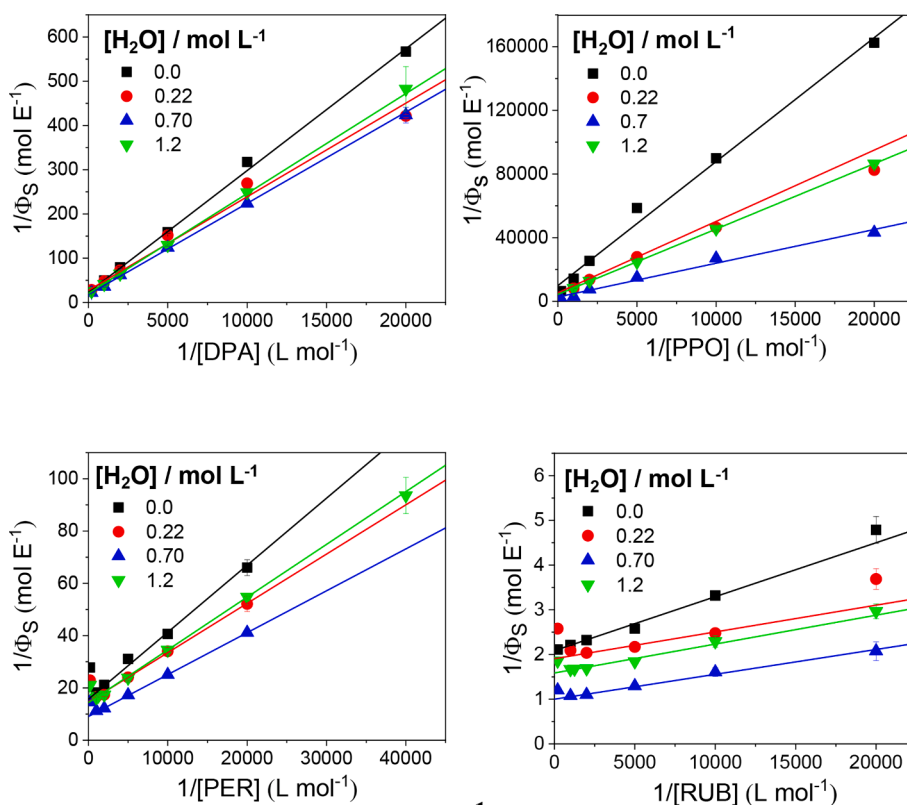 [H₂O] / mol L⁻¹
0.0
0.22
0.70
1.2
600
500
400
300
200
100
0
1/Φ_S (mol E⁻¹)
0 5000 10000 15000 20000
1/[DPA] (L mol⁻¹)
[H₂O] / mol L⁻¹
0.0
0.22
0.7
1.2
160000
120000
80000
40000
0
1/Φ_S (mol E⁻¹)
0 5000 10000 15000 20000
1/[PPO] (L mol⁻¹)
[H₂O] / mol L⁻¹
0.0
0.22
0.70
1.2
100
80
60
40
20
0
1/Φ_S (mol E⁻¹)
0 10000 20000 30000 40000
1/[PER] (L mol⁻¹)
[H₂O] / mol L⁻¹
0.0
0.22
0.70
1.2
6
5
4
3
2
1
0
1/Φ_S (mol E⁻¹)
0 5000 10000 15000 20000
1/[RUB] (L mol⁻¹)